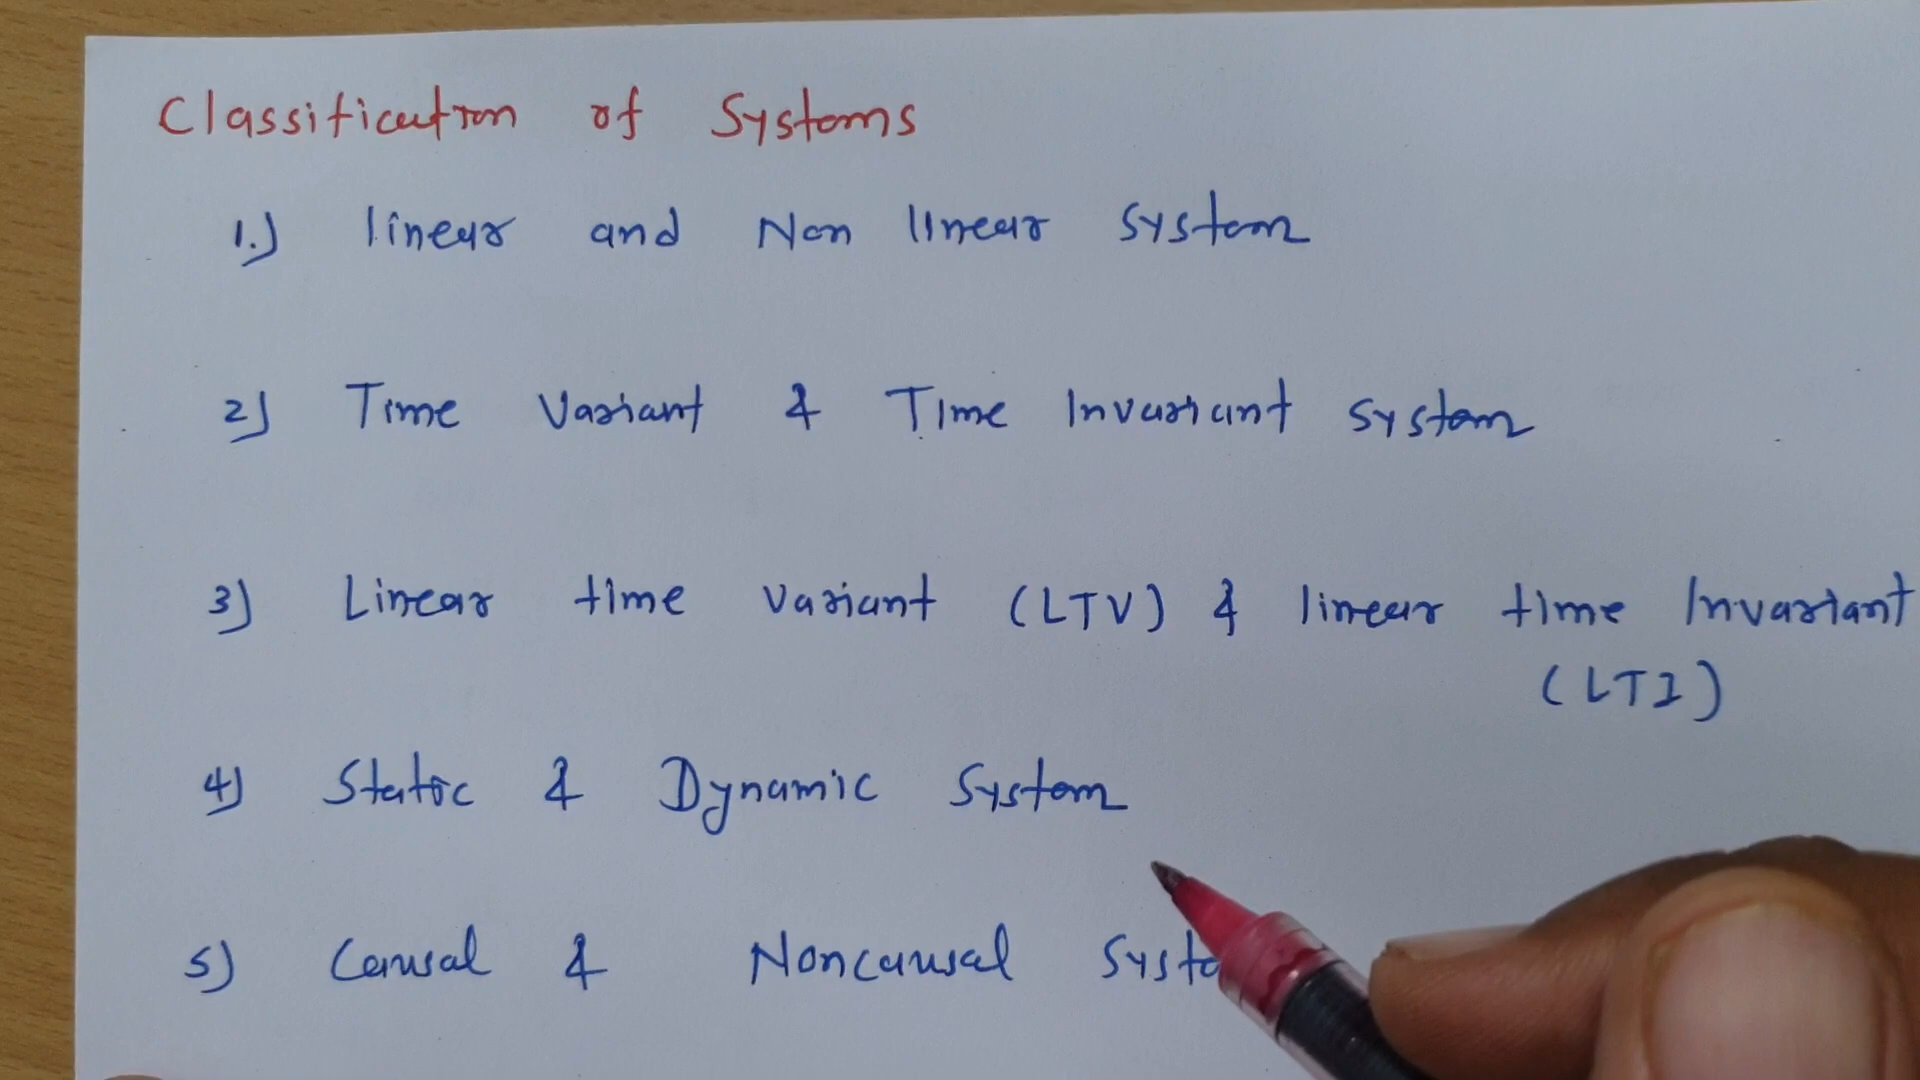 Classification of Systems
1.) linear and Non linear system
2) Time Variant & Time Invariant system
3) Linear time variant (LTV) & linear time Invariant
(LTI)
4) Static & Dynamic System
5) Causal & Noncausal